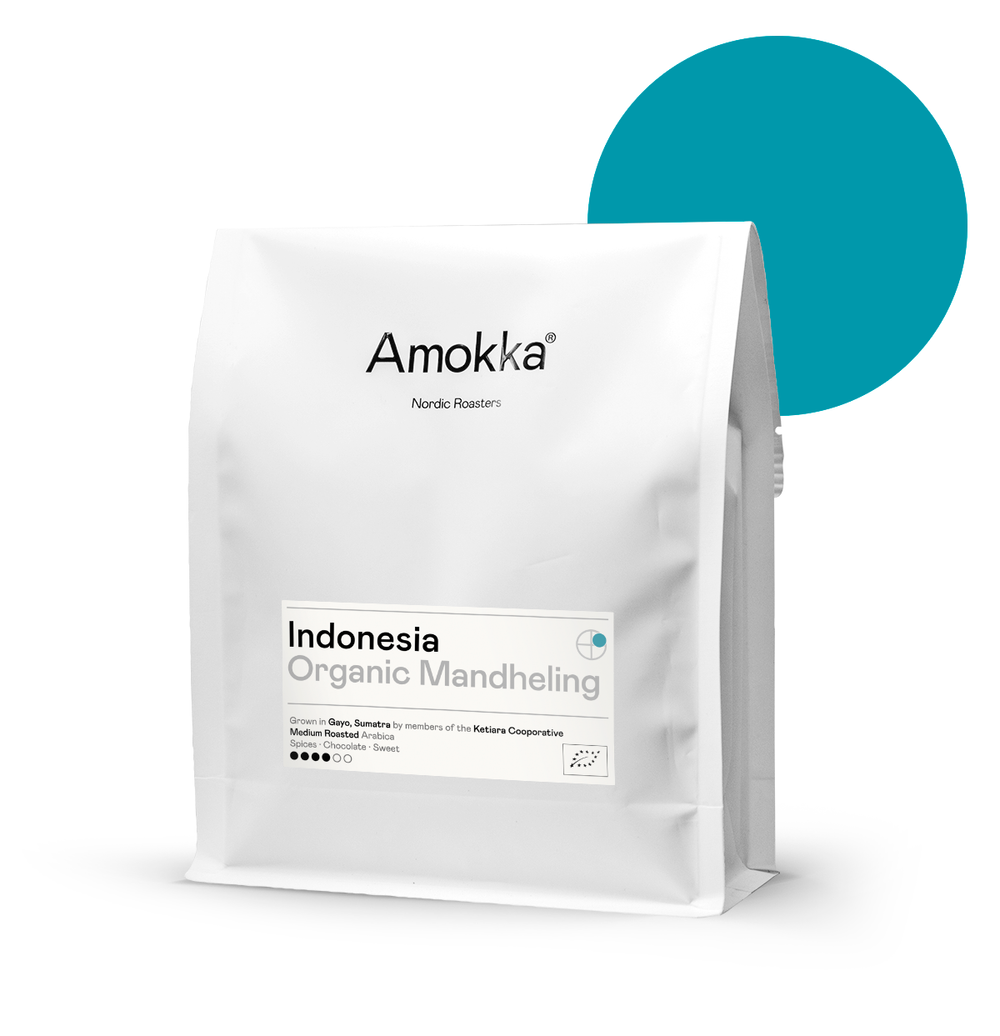 Amokka®
Nordic Roasters
Indonesia
Organic Mandheling
Grown in Gayo, Sumatra by members of the Ketiara Cooporative
Medium Roasted Arabica
Spices · Chocolate · Sweet